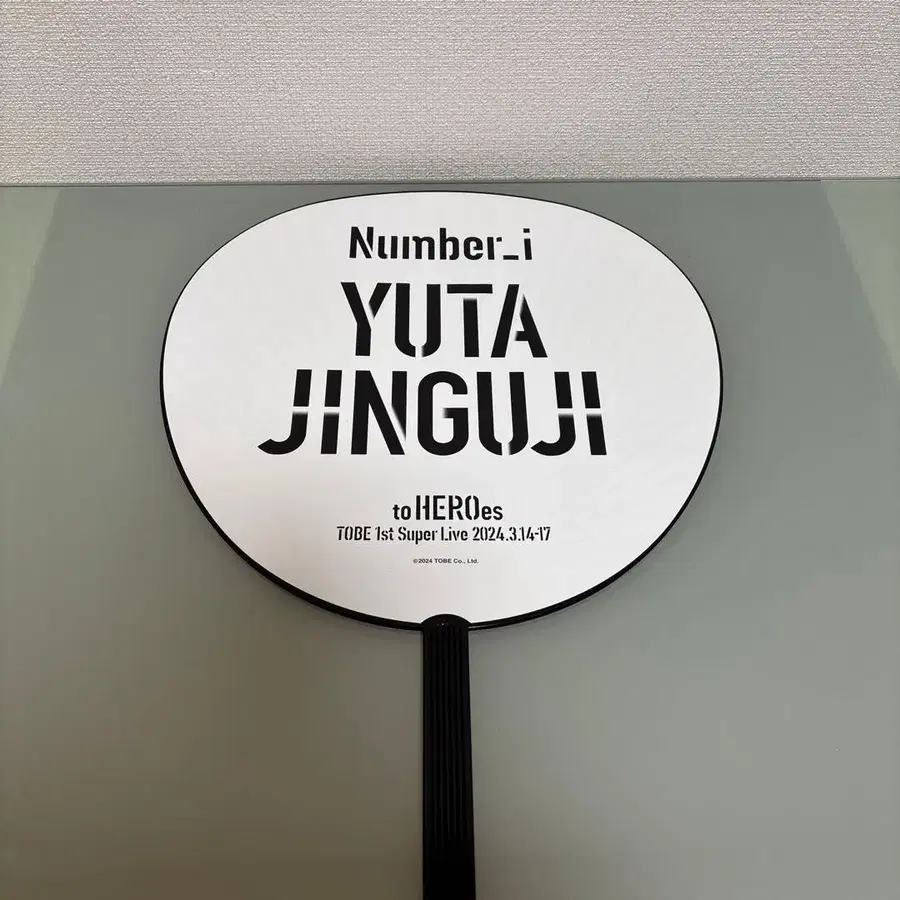 Number_i
YUTA
JINGUJI
to HEROes
TOBE 1st Super Live 2024.3.14-17
©2024 TOBE Co., Ltd.